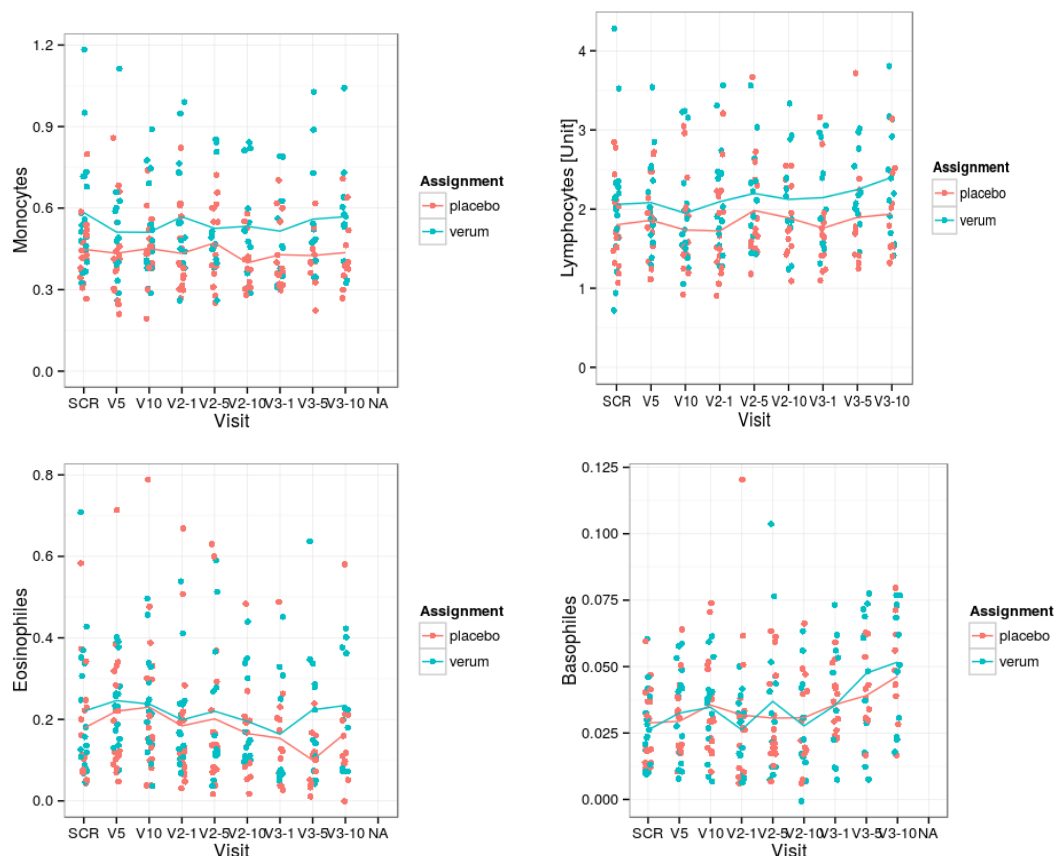 1.2
0.9
0.6
0.3
0.0
Monocytes
SCR V5 V10 V2-1 V2-5 V2-10 V3-1 V3-5 V3-10 NA
Visit
Assignment
placebo
verum
4
3
2
1
0
Lymphocytes [Unit]
SCR V5 V10 V2-1 V2-5 V2-10 V3-1 V3-5 V3-10
Visit
Assignment
placebo
verum
0.8
0.6
0.4
0.2
0.0
Eosinophiles
SCR V5 V10 V2-1 V2-5 V2-10 V3-1 V3-5 V3-10 NA
Visit
Assignment
placebo
verum
0.125
0.100
0.075
0.050
0.025
0.000
Basophiles
SCR V5 V10 V2-1 V2-5 V2-10 V3-1 V3-5 V3-10 NA
Visit
Assignment
placebo
verum